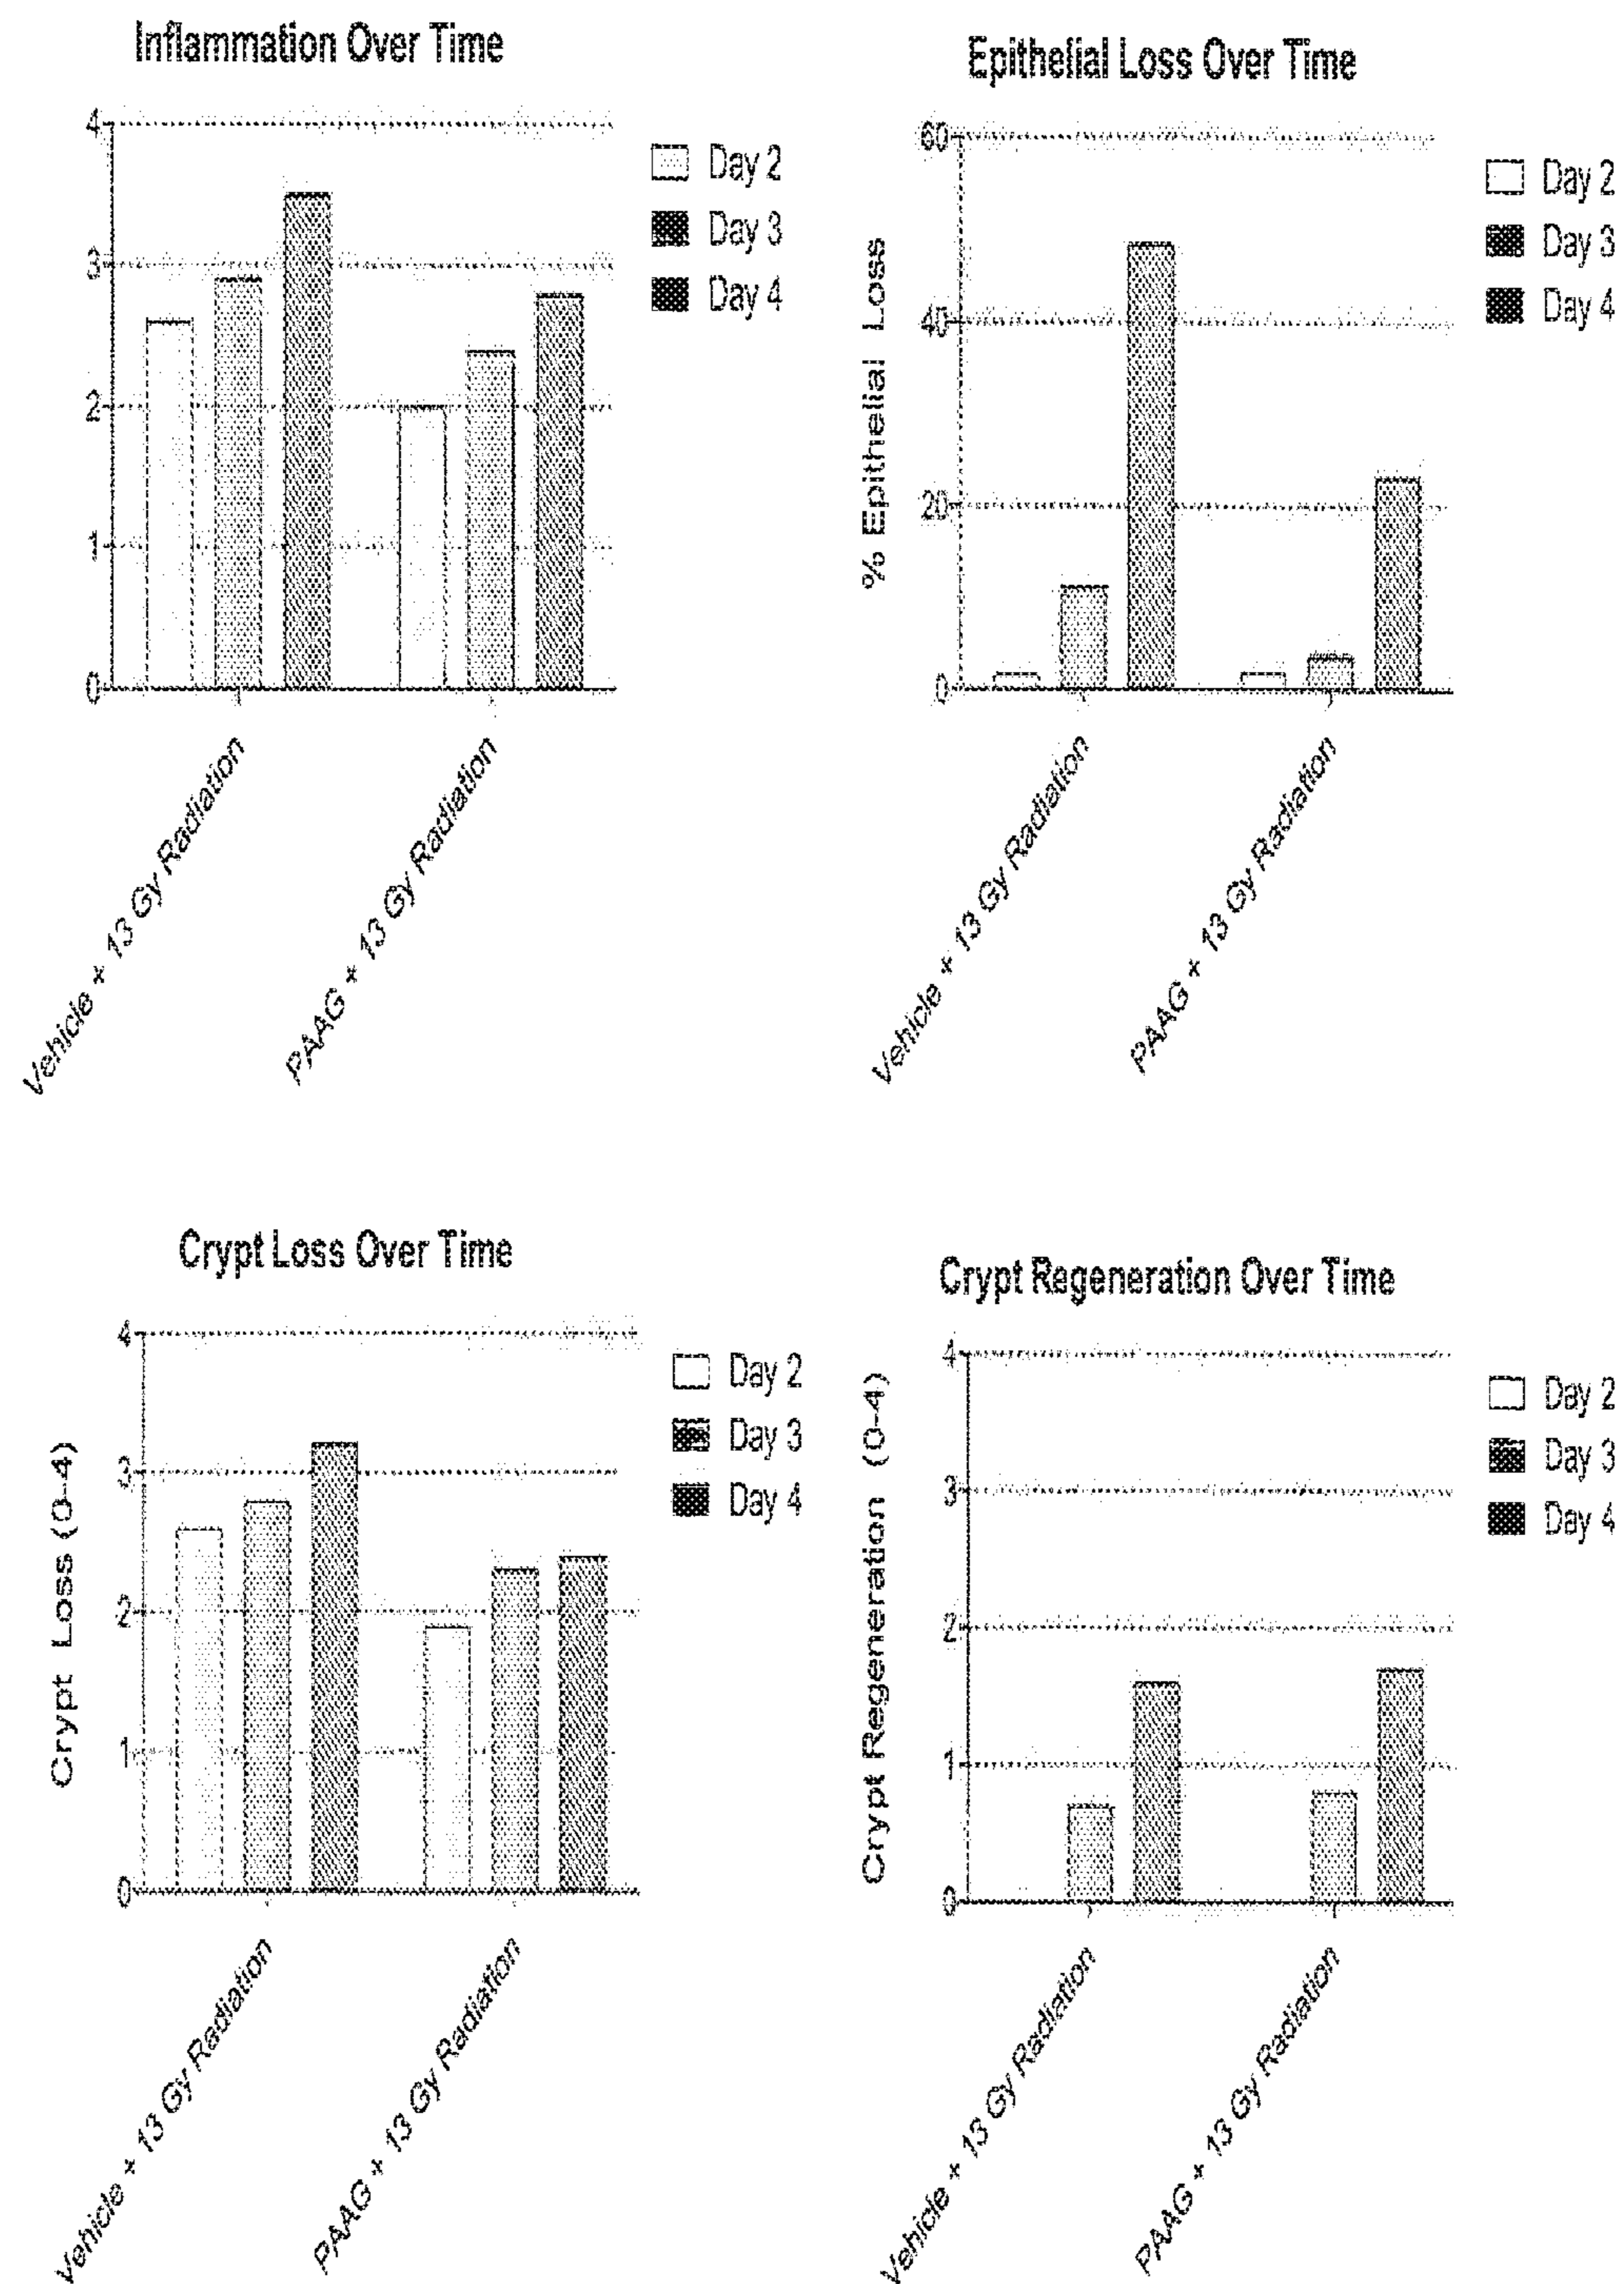 Inflammation Over Time
4
3
2
1
0
Day 2
Day 3
Day 4
Vehicle + 13 Gy Radiation
PAAG + 13 Gy Radiation
Epithelial Loss Over Time
% Epithelial Loss
60
40
20
0
Day 2
Day 3
Day 4
Vehicle + 13 Gy Radiation
PAAG + 13 Gy Radiation
Crypt Loss Over Time
Crypt Loss (0-4)
4
3
2
1
0
Day 2
Day 3
Day 4
Vehicle + 13 Gy Radiation
PAAG + 13 Gy Radiation
Crypt Regeneration Over Time
Crypt Regeneration (0-4)
4
3
2
1
0
Day 2
Day 3
Day 4
Vehicle + 13 Gy Radiation
PAAG + 13 Gy Radiation